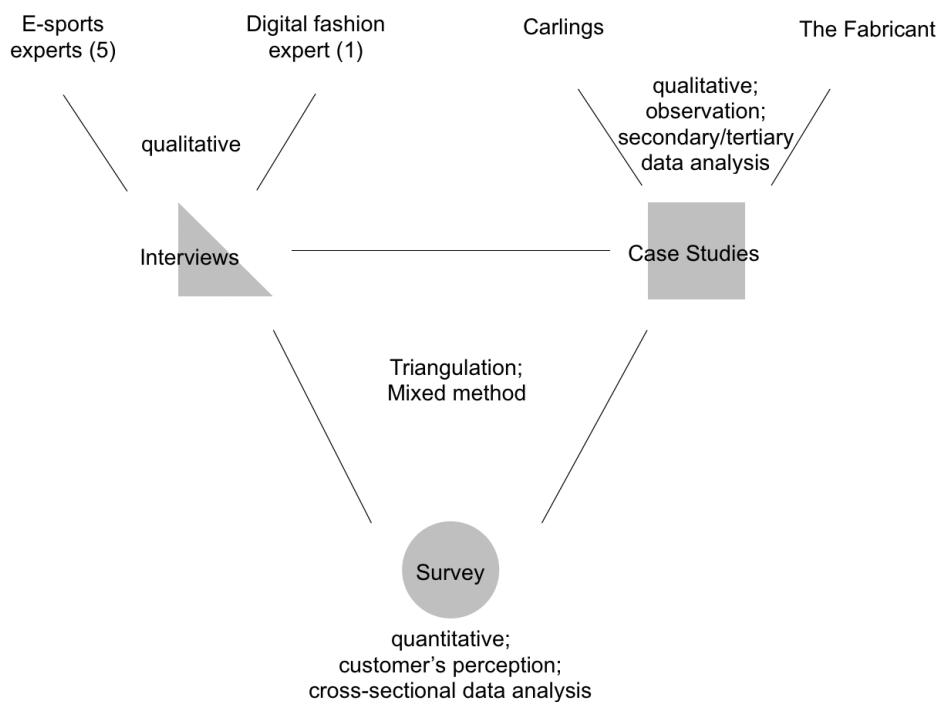 E-sports
experts (5)
Digital fashion
expert (1)
Carlings
The Fabricant
qualitative
qualitative;
observation;
secondary/tertiary
data analysis
Interviews
Case Studies
Triangulation;
Mixed method
Survey
quantitative;
customer’s perception;
cross-sectional data analysis